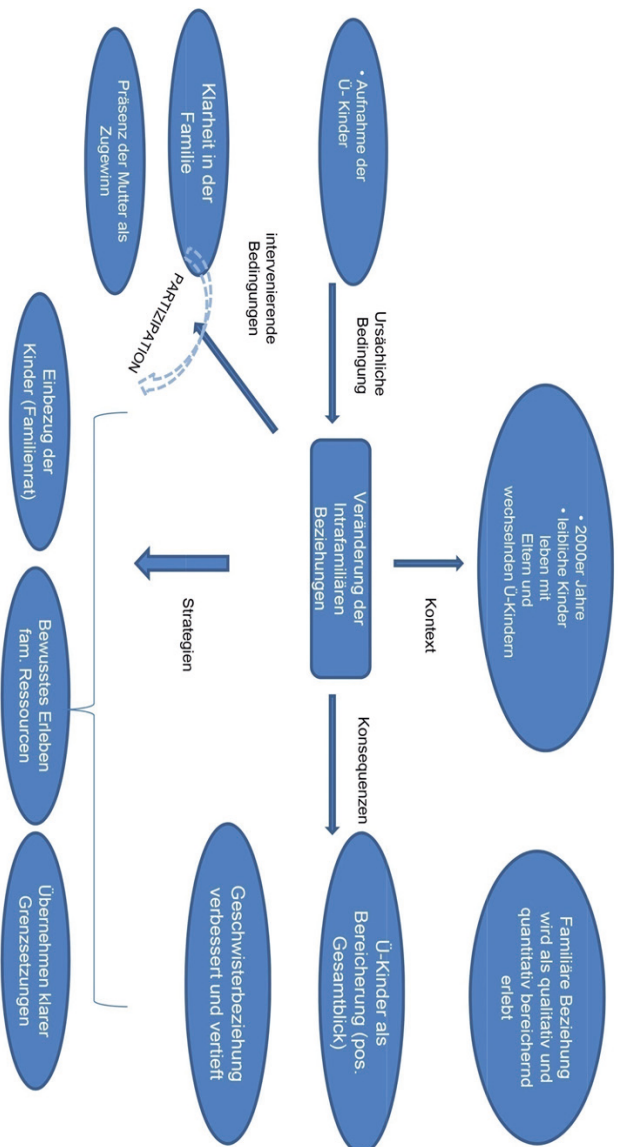 • 2000er Jahre
• leibliche Kinder
leben mit
Eltern und
wechselnden Ü-Kindern
Familiäre Beziehung
wird als qualitativ und
quantitativ bereichernd
erlebt
Kontext
• Aufnahme der
Ü- Kinder
Ursächliche
Bedingung
Veränderung der
Intrafamiliären
Beziehungen
Konsequenzen
Ü-Kinder als
Bereicherung (pos.
Gesamtblick)
intervenierende
Bedingungen
Klarheit in der
Familie
PARTIZIPATION
Strategien
Geschwisterbeziehung
verbessert und vertieft
Präsenz der Mutter als
Zugewinn
Einbezug der
Kinder (Familienrat)
Bewusstes Erleben
fam. Ressourcen
Übernehmen klarer
Grenzsetzungen